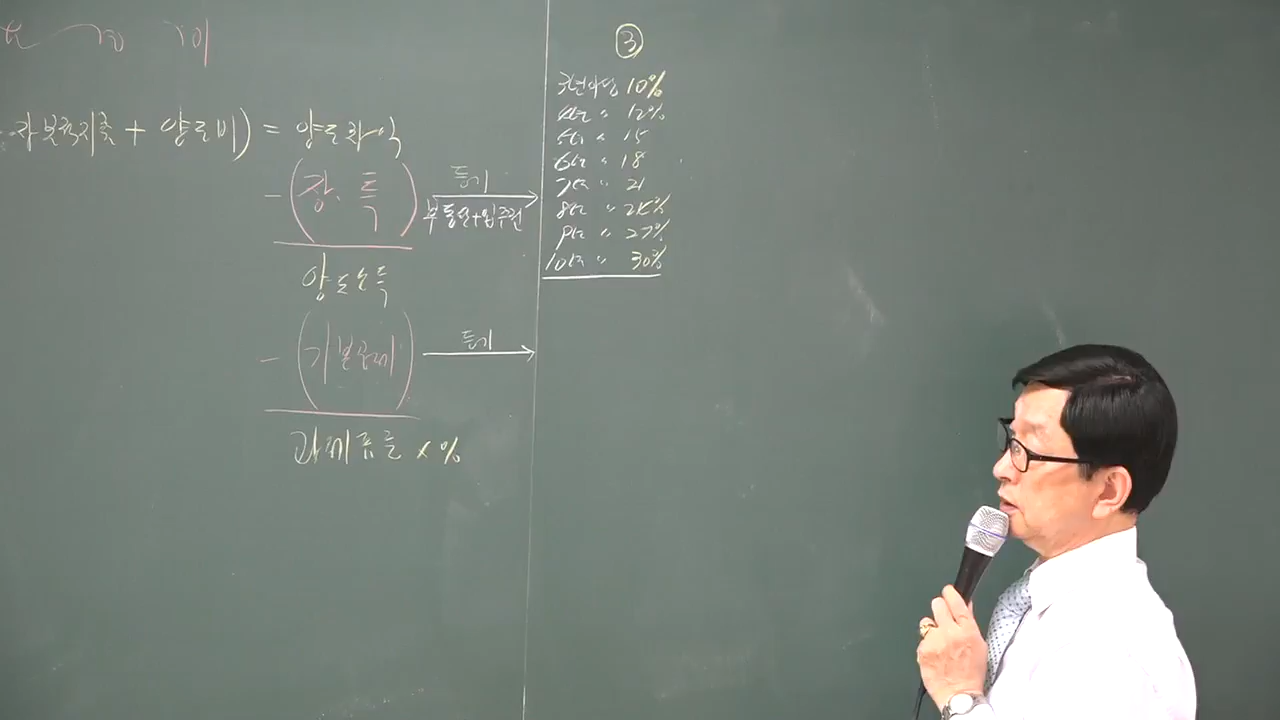 자본적지출 + 양도비) = 양도차익
- (장. 특)
등기
부동산+입주권
양도소득
- (기본공제)
등기
과세표준 × %
③
3년이상 10%
4년 〃 12%
5년 〃 15
6년 〃 18
7년 〃 21
8년 〃 24%
9년 〃 27%
10년 〃 30%